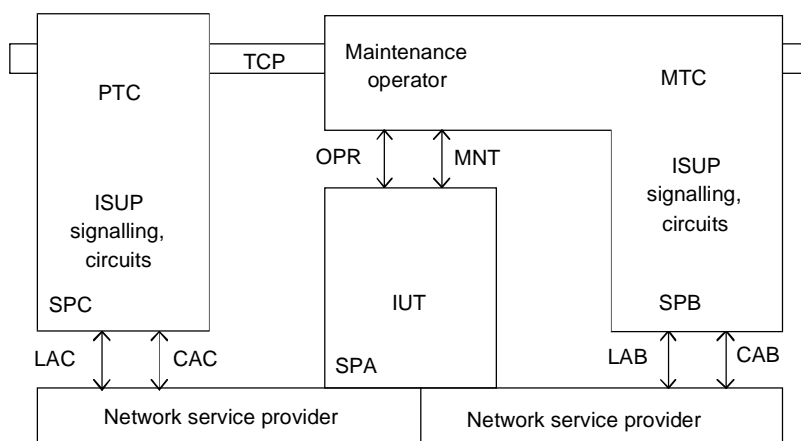 TCP
PTC
ISUP
signalling,
circuits
SPC
Maintenance
operator
MTC
OPR
MNT
ISUP
signalling,
circuits
IUT
SPA
SPB
LAC
CAC
LAB
CAB
Network service provider
Network service provider